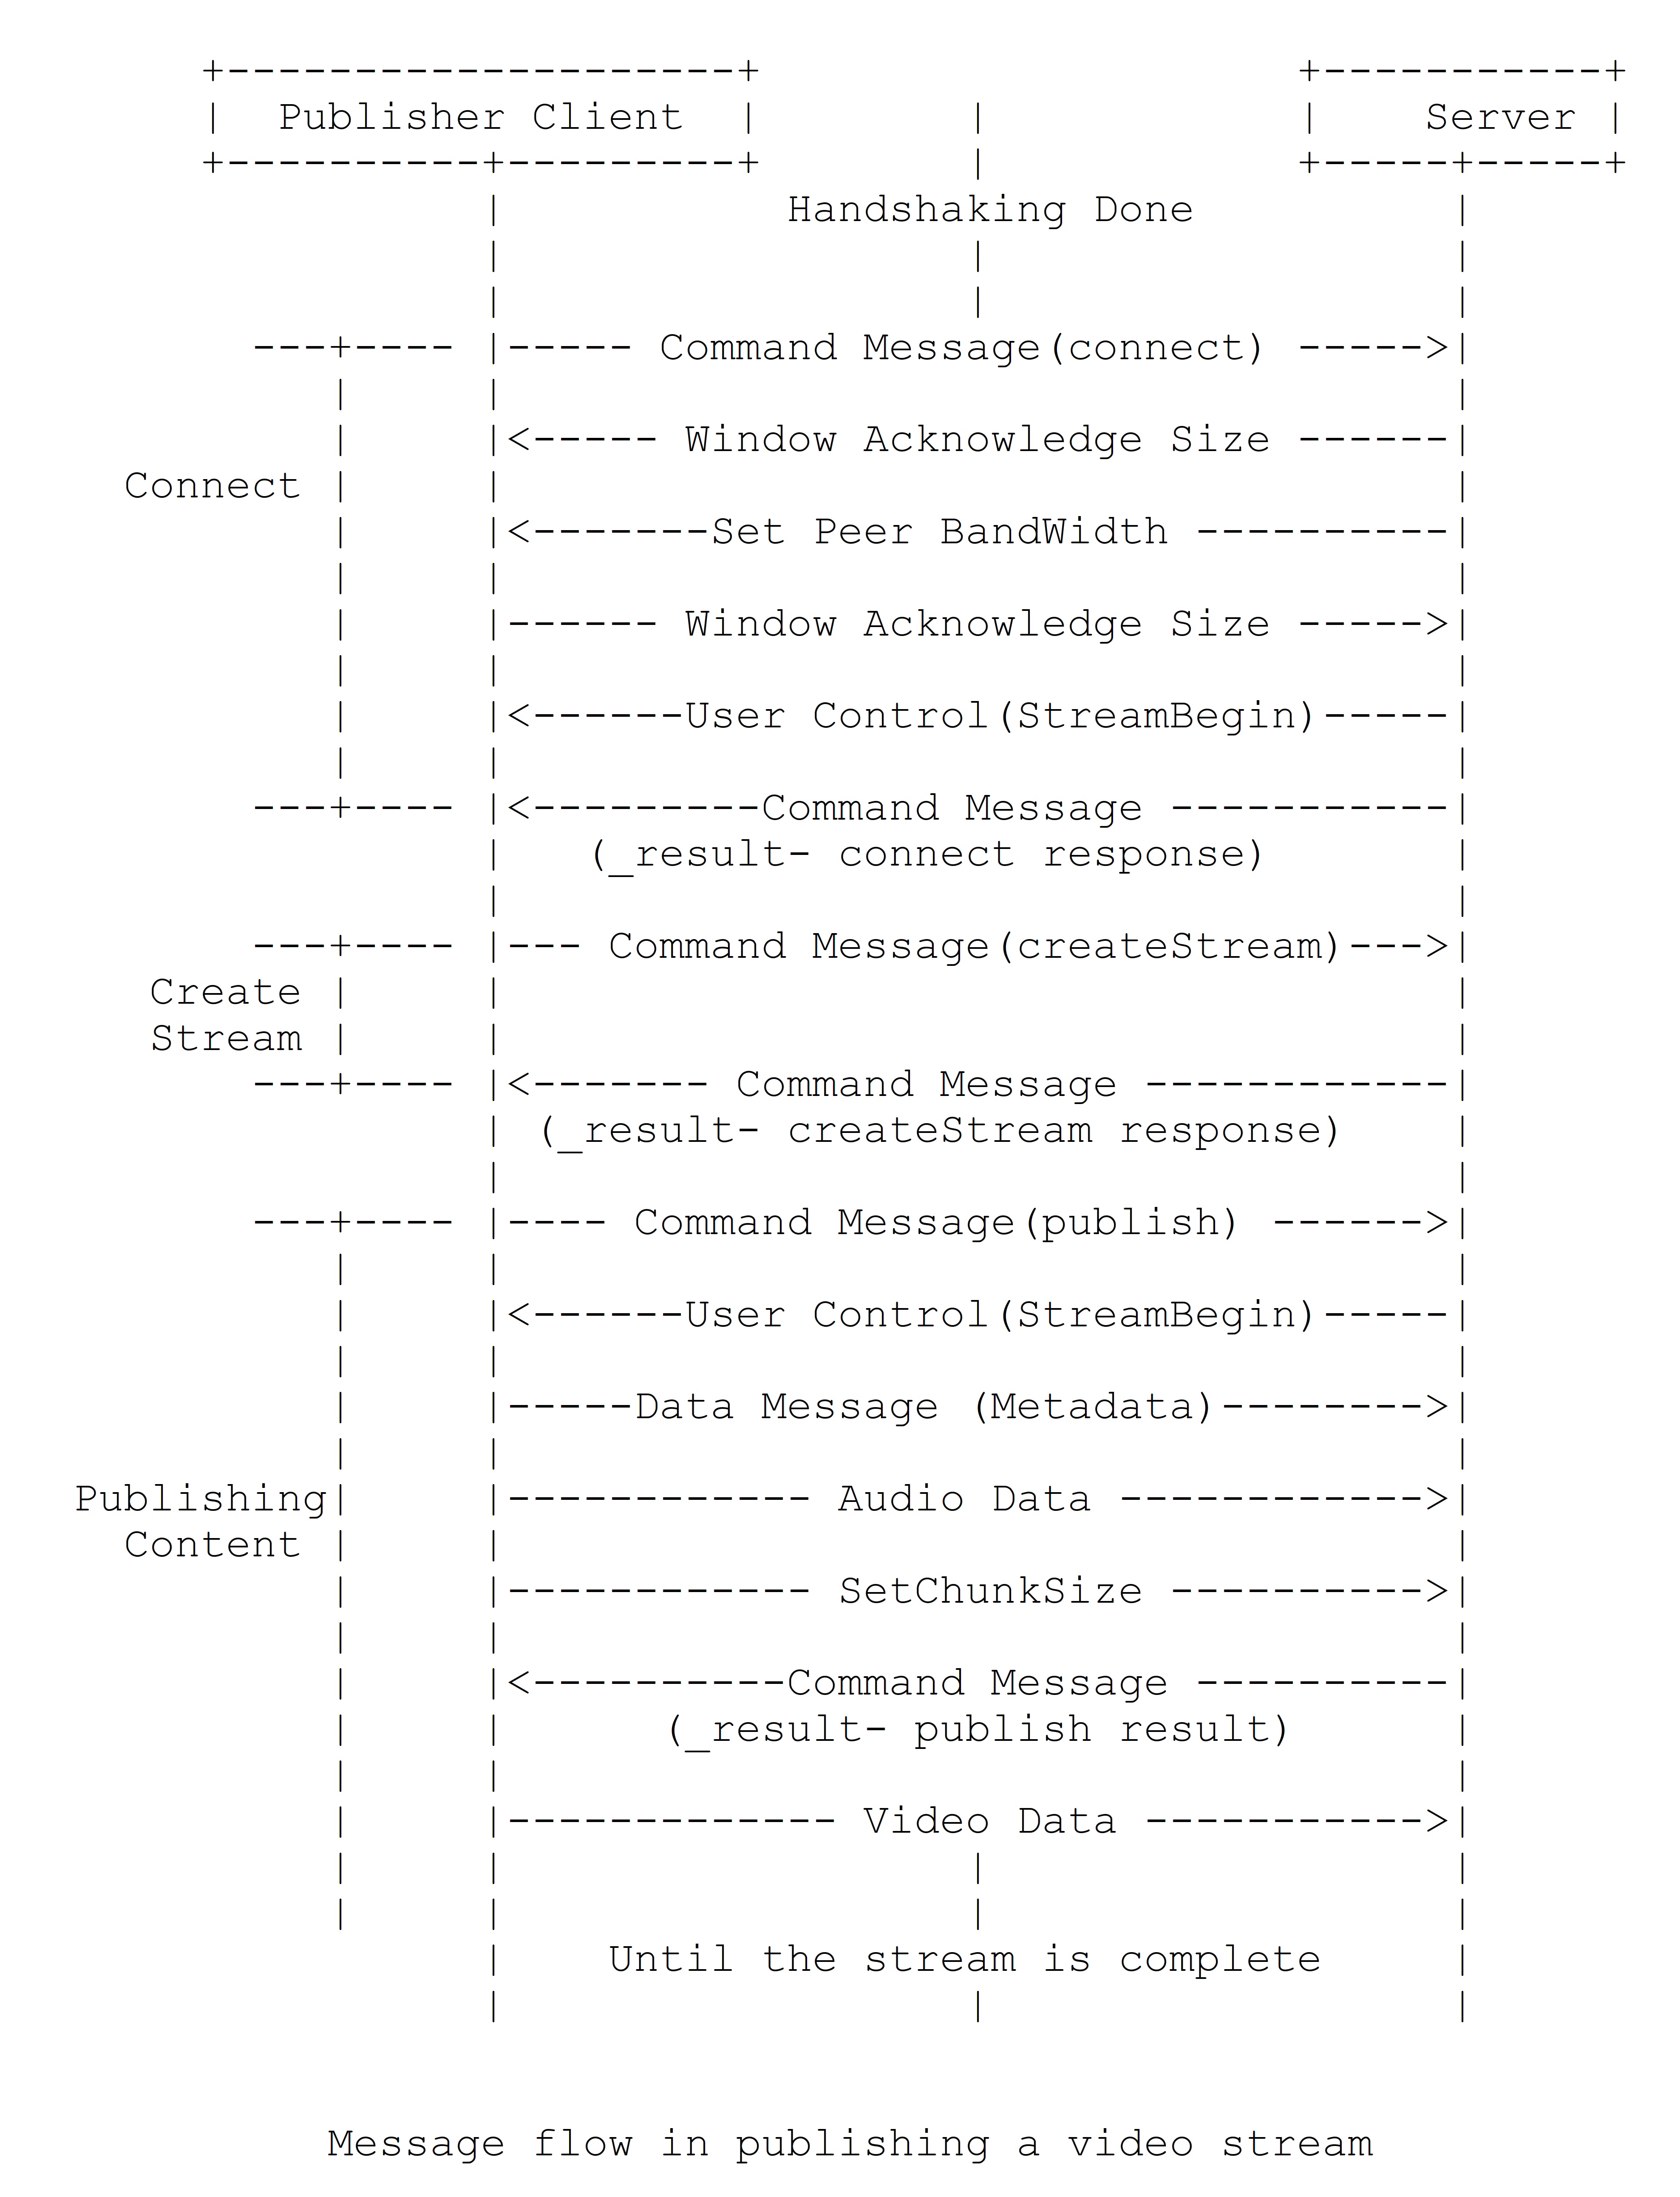 +--------------------+                     +-----------+
|  Publisher Client  |        |            |    Server |
+----------+---------+        |            +-----+-----+
|           Handshaking Done          |
|                  |                  |
|                  |                  |
---+---- |----- Command Message(connect) ----->|
|     |                                     |
|     |<----- Window Acknowledge Size ------|
Connect |     |                                     |
|     |<-------Set Peer BandWidth ----------|
|     |                                     |
|     |------ Window Acknowledge Size ----->|
|     |                                     |
|     |<------User Control(StreamBegin)-----|
|     |                                     |
---+---- |<---------Command Message -----------|
|   (_result- connect response)       |
|                                     |
---+---- |--- Command Message(createStream)--->|
Create |     |                                     |
Stream |     |                                     |
---+---- |<------- Command Message ------------|
| (_result- createStream response)    |
|                                     |
---+---- |---- Command Message(publish) ------>|
|     |                                     |
|     |<------User Control(StreamBegin)-----|
|     |                                     |
|     |-----Data Message (Metadata)-------->|
|     |                                     |
Publishing|     |------------ Audio Data ------------>|
Content |     |                                     |
|     |------------ SetChunkSize ---------->|
|     |                                     |
|     |<----------Command Message ----------|
|     |      (_result- publish result)      |
|     |                                     |
|     |------------- Video Data ----------->|
|     |                  |                  |
|     |                  |                  |
|    Until the stream is complete     |
|                  |                  |
Message flow in publishing a video stream